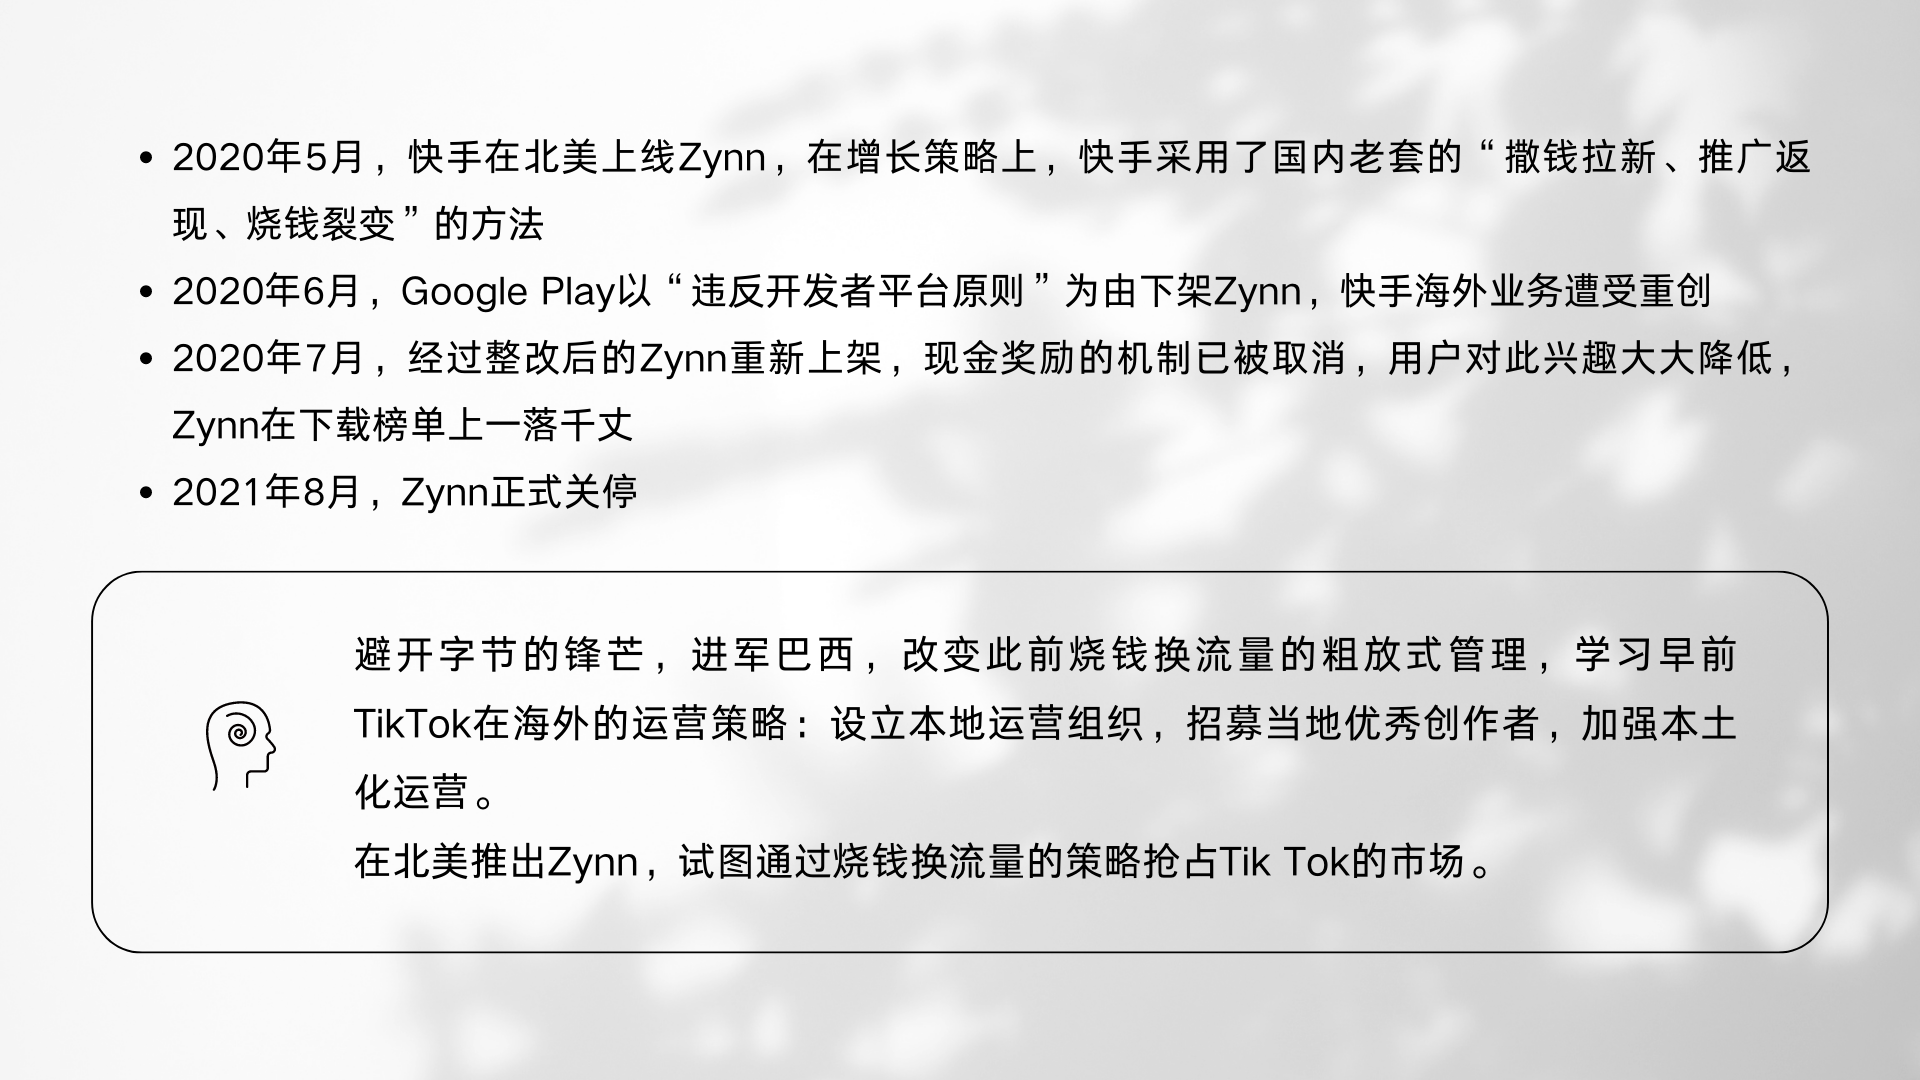 • 2020年5月，快手在北美上线Zynn，在增长策略上，快手采用了国内老套的“撒钱拉新、推广返
现、烧钱裂变”的方法
• 2020年6月，Google Play以“违反开发者平台原则”为由下架Zynn，快手海外业务遭受重创
• 2020年7月，经过整改后的Zynn重新上架，现金奖励的机制已被取消，用户对此兴趣大大降低，
Zynn在下载榜单上一落千丈
• 2021年8月，Zynn正式关停
避开字节的锋芒，进军巴西，改变此前烧钱换流量的粗放式管理，学习早前
TikTok在海外的运营策略：设立本地运营组织，招募当地优秀创作者，加强本土
化运营。
在北美推出Zynn，试图通过烧钱换流量的策略抢占Tik Tok的市场。